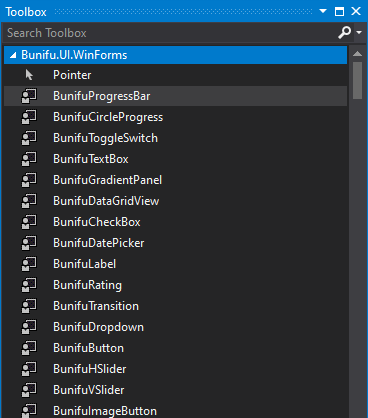 Toolbox
Search Toolbox
Bunifu.UI.WinForms
Pointer
BunifuProgressBar
BunifuCircleProgress
BunifuToggleSwitch
BunifuTextBox
BunifuGradientPanel
BunifuDataGridView
BunifuCheckBox
BunifuDatePicker
BunifuLabel
BunifuRating
BunifuTransition
BunifuDropdown
BunifuButton
BunifuHSlider
BunifuVSlider
BunifuImageButton